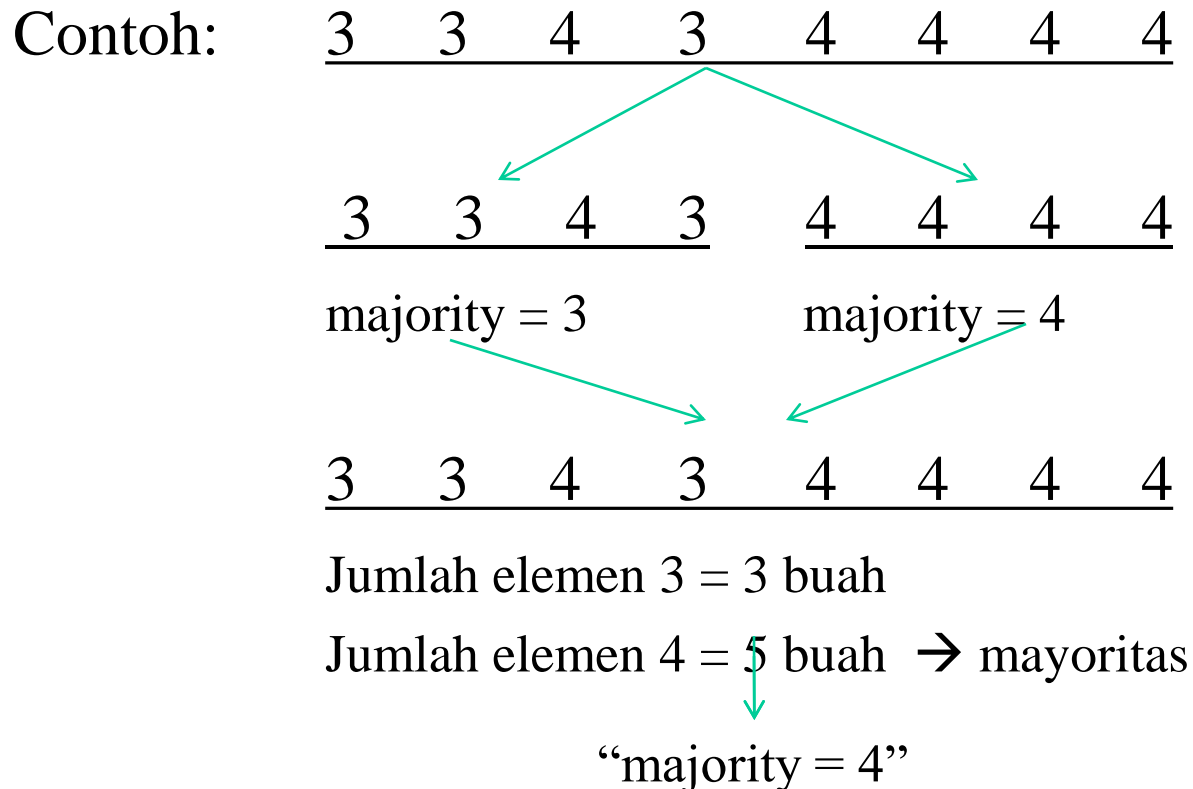 Contoh: 3 3 4 3 4 4 4 4
3 3 4 3 4 4 4 4
majority = 3 majority = 4
3 3 4 3 4 4 4 4
Jumlah elemen 3 = 3 buah
Jumlah elemen 4 = 5 buah → mayoritas
“majority = 4”